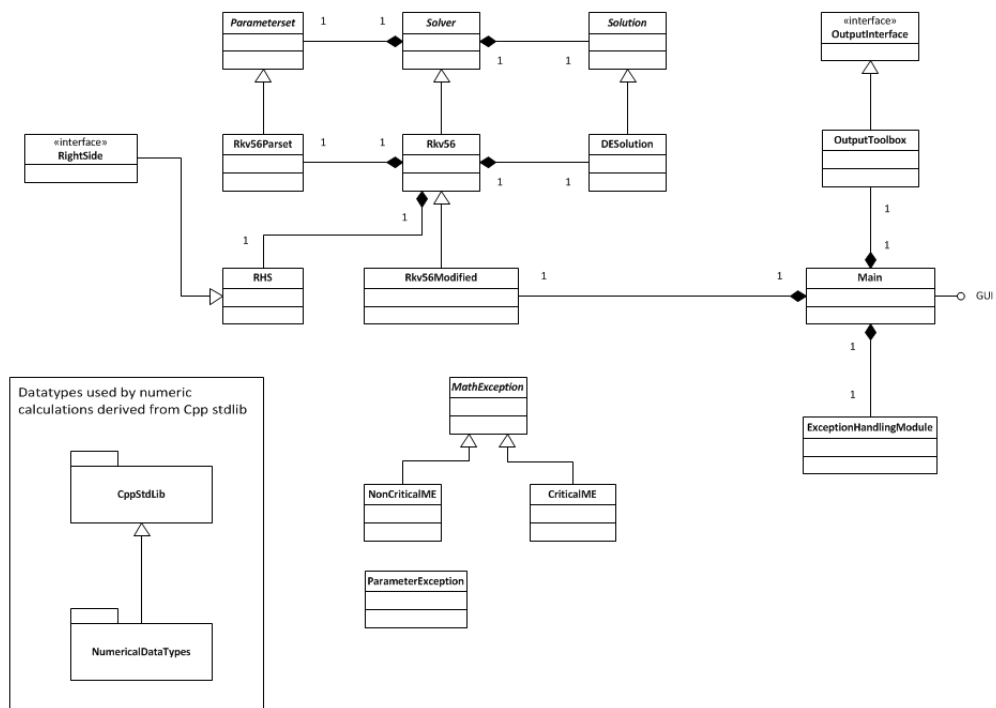 Parameterset
1
1
Solver
1
1
Solution
«interface»
OutputInterface
«interface»
RightSide
Rkv56Parset
1
1
Rkv56
1
1
DESolution
OutputToolbox
1
1
1
1
RHS
Rkv56Modified
1
1
Main
GUI
1
1
ExceptionHandlingModule
Datatypes used by numeric
calculations derived from Cpp stdlib
CppStdLib
NumericalDataTypes
MathException
NonCriticalME
CriticalME
ParameterException